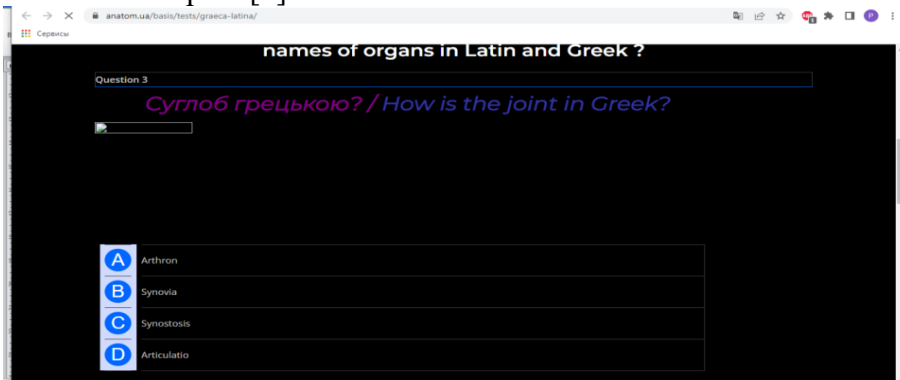 anatom.ua/basis/tests/graeca-latina/
Сервисы
names of organs in Latin and Greek ?
Question 3
Суглоб грецькою? / How is the joint in Greek?
A Arthron
B Synovia
C Synostosis
D Articulatio